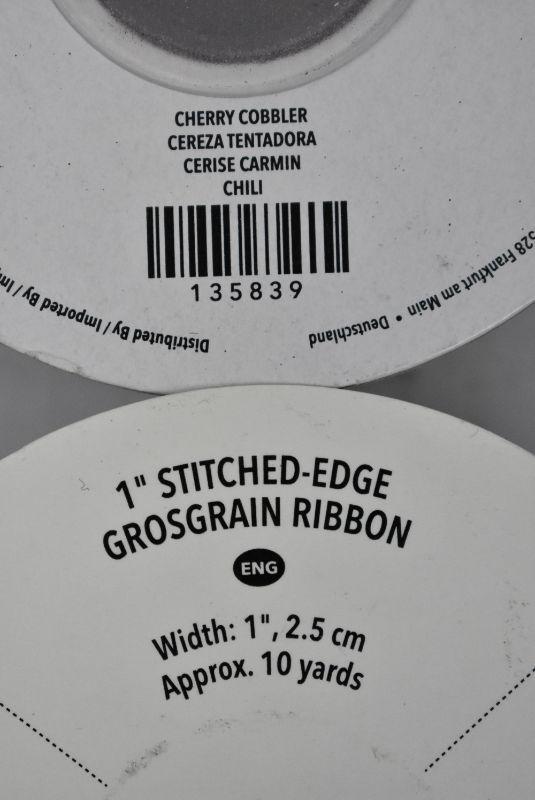 CHERRY COBBLER
CEREZA TENTADORA
CERISE CARMIN
CHILI
135839
Distributed By / Imported By /
528 Frankfurt am Main • Deutschland
1" STITCHED-EDGE
GROSGRAIN RIBBON
ENG
Width: 1", 2.5 cm
Approx. 10 yards